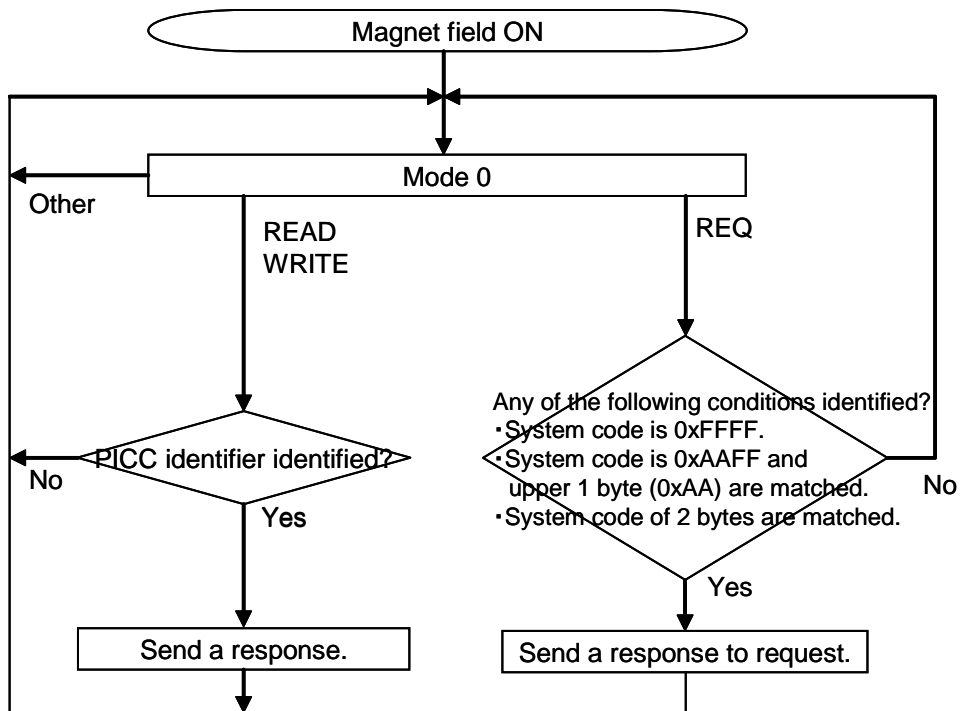 Magnet field ON
Mode 0
Other
READ
WRITE
REQ
Any of the following conditions identified?
・System code is 0xFFFF.
・System code is 0xAAFF and
upper 1 byte (0xAA) are matched.
・System code of 2 bytes are matched.
PICC identifier identified?
No
No
Yes
Yes
Send a response.
Send a response to request.